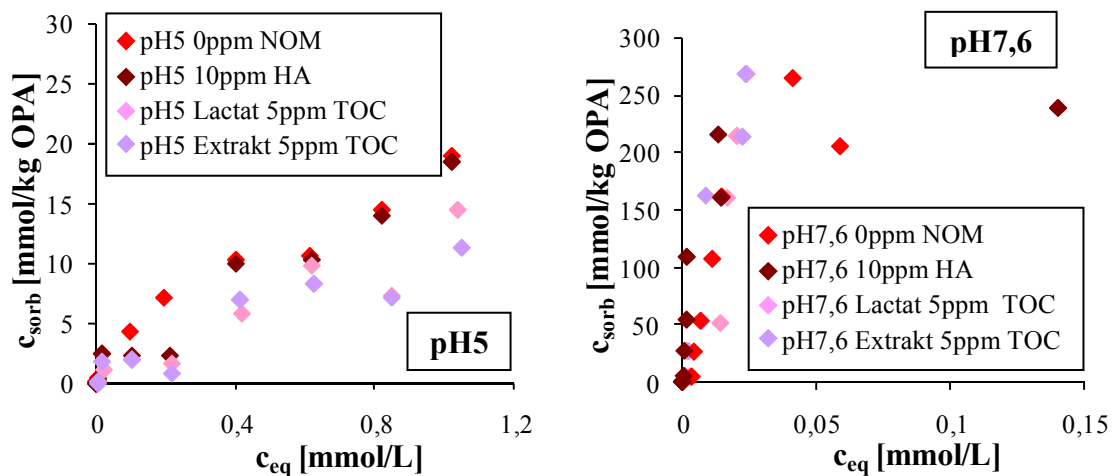 30
25
20
15
10
5
0
c_sorb [mmol/kg OPA]
pH5 0ppm NOM
pH5 10ppm HA
pH5 Lactat 5ppm TOC
pH5 Extrakt 5ppm TOC
pH5
0 0,4 0,8 1,2
c_eq [mmol/L]
pH7,6
300
250
200
150
100
50
0
c_sorb [mmol/kg OPA]
pH7,6 0ppm NOM
pH7,6 10ppm HA
pH7,6 Lactat 5ppm TOC
pH7,6 Extrakt 5ppm TOC
0 0,05 0,1 0,15
c_eq [mmol/L]